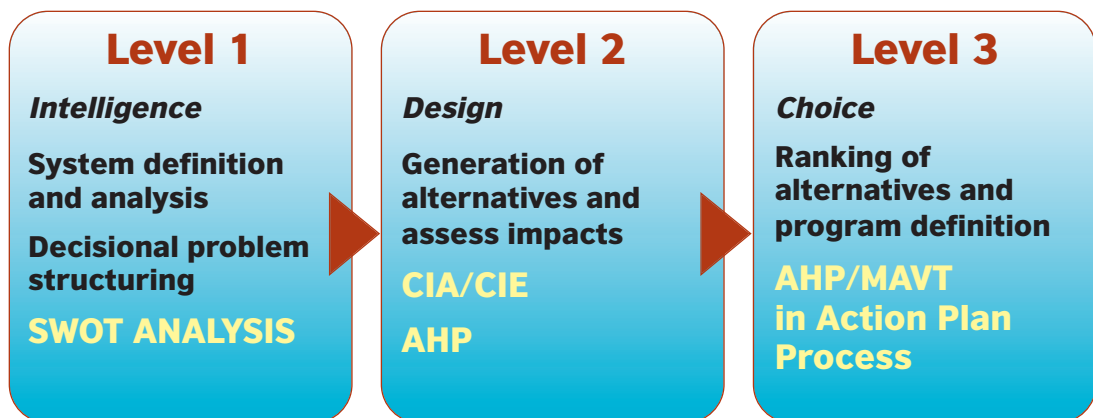 Level 1
Intelligence
System definition
and analysis
Decisional problem
structuring
SWOT ANALYSIS
Level 2
Design
Generation of
alternatives and
assess impacts
CIA/CIE
AHP
Level 3
Choice
Ranking of
alternatives and
program definition
AHP/MAVT
in Action Plan
Process